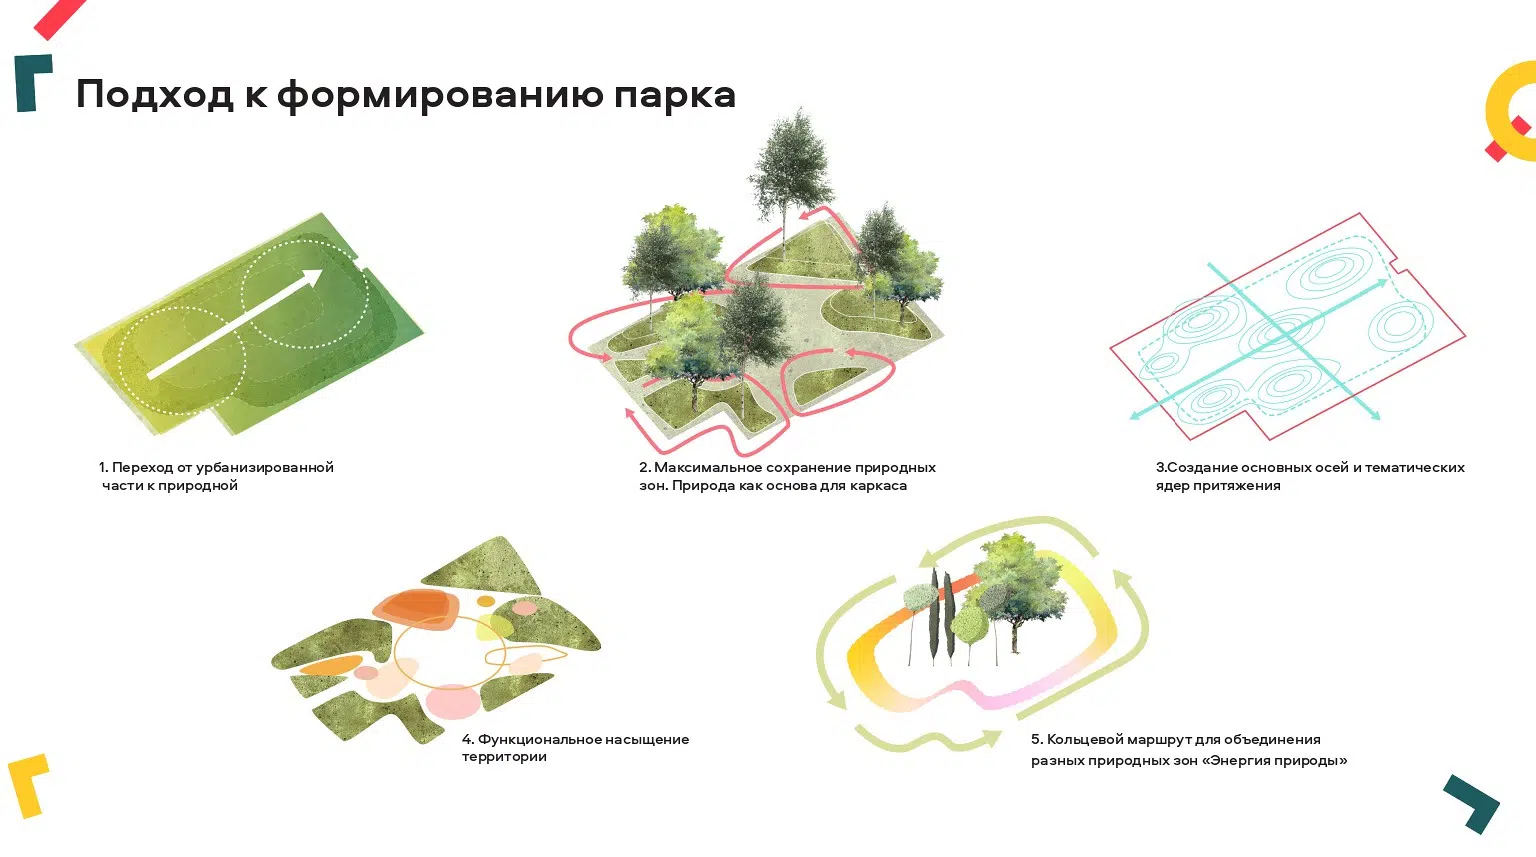 Подход к формированию парка
1. Переход от урбанизированной
части к природной
2. Максимальное сохранение природных
зон. Природа как основа для каркаса
3.Создание основных осей и тематических
ядер притяжения
4. Функциональное насыщение
территории
5. Кольцевой маршрут для объединения
разных природных зон «Энергия природы»